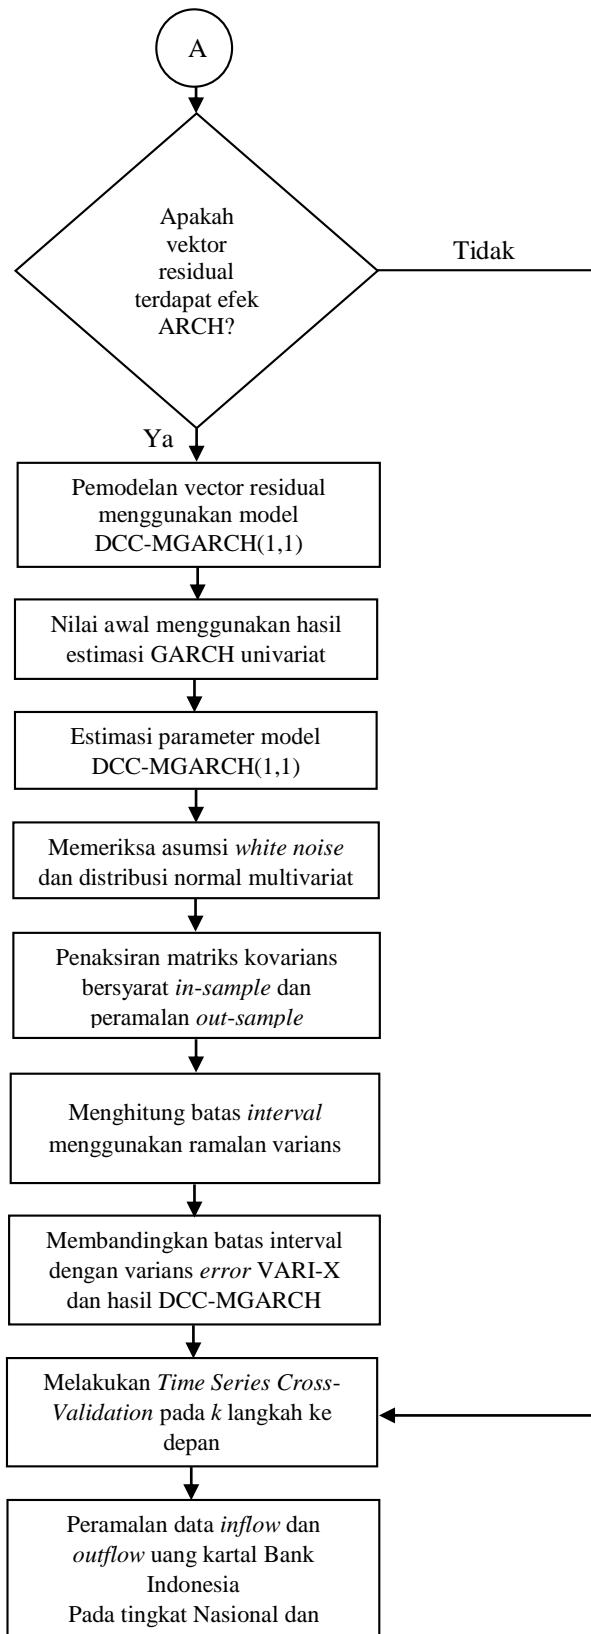 A
Apakah
vektor
residual
terdapat efek
ARCH?
Tidak
Ya
Pemodelan vector residual
menggunakan model
DCC-MGARCH(1,1)
Nilai awal menggunakan hasil
estimasi GARCH univariat
Estimasi parameter model
DCC-MGARCH(1,1)
Memeriksa asumsi white noise
dan distribusi normal multivariat
Penaksiran matriks kovarians
bersyarat in-sample dan
peramalan out-sample
Menghitung batas interval
menggunakan ramalan varians
Membandingkan batas interval
dengan varians error VARI-X
dan hasil DCC-MGARCH
Melakukan Time Series Cross-
Validation pada k langkah ke
depan
Peramalan data inflow dan
outflow uang kartal Bank
Indonesia
Pada tingkat Nasional dan